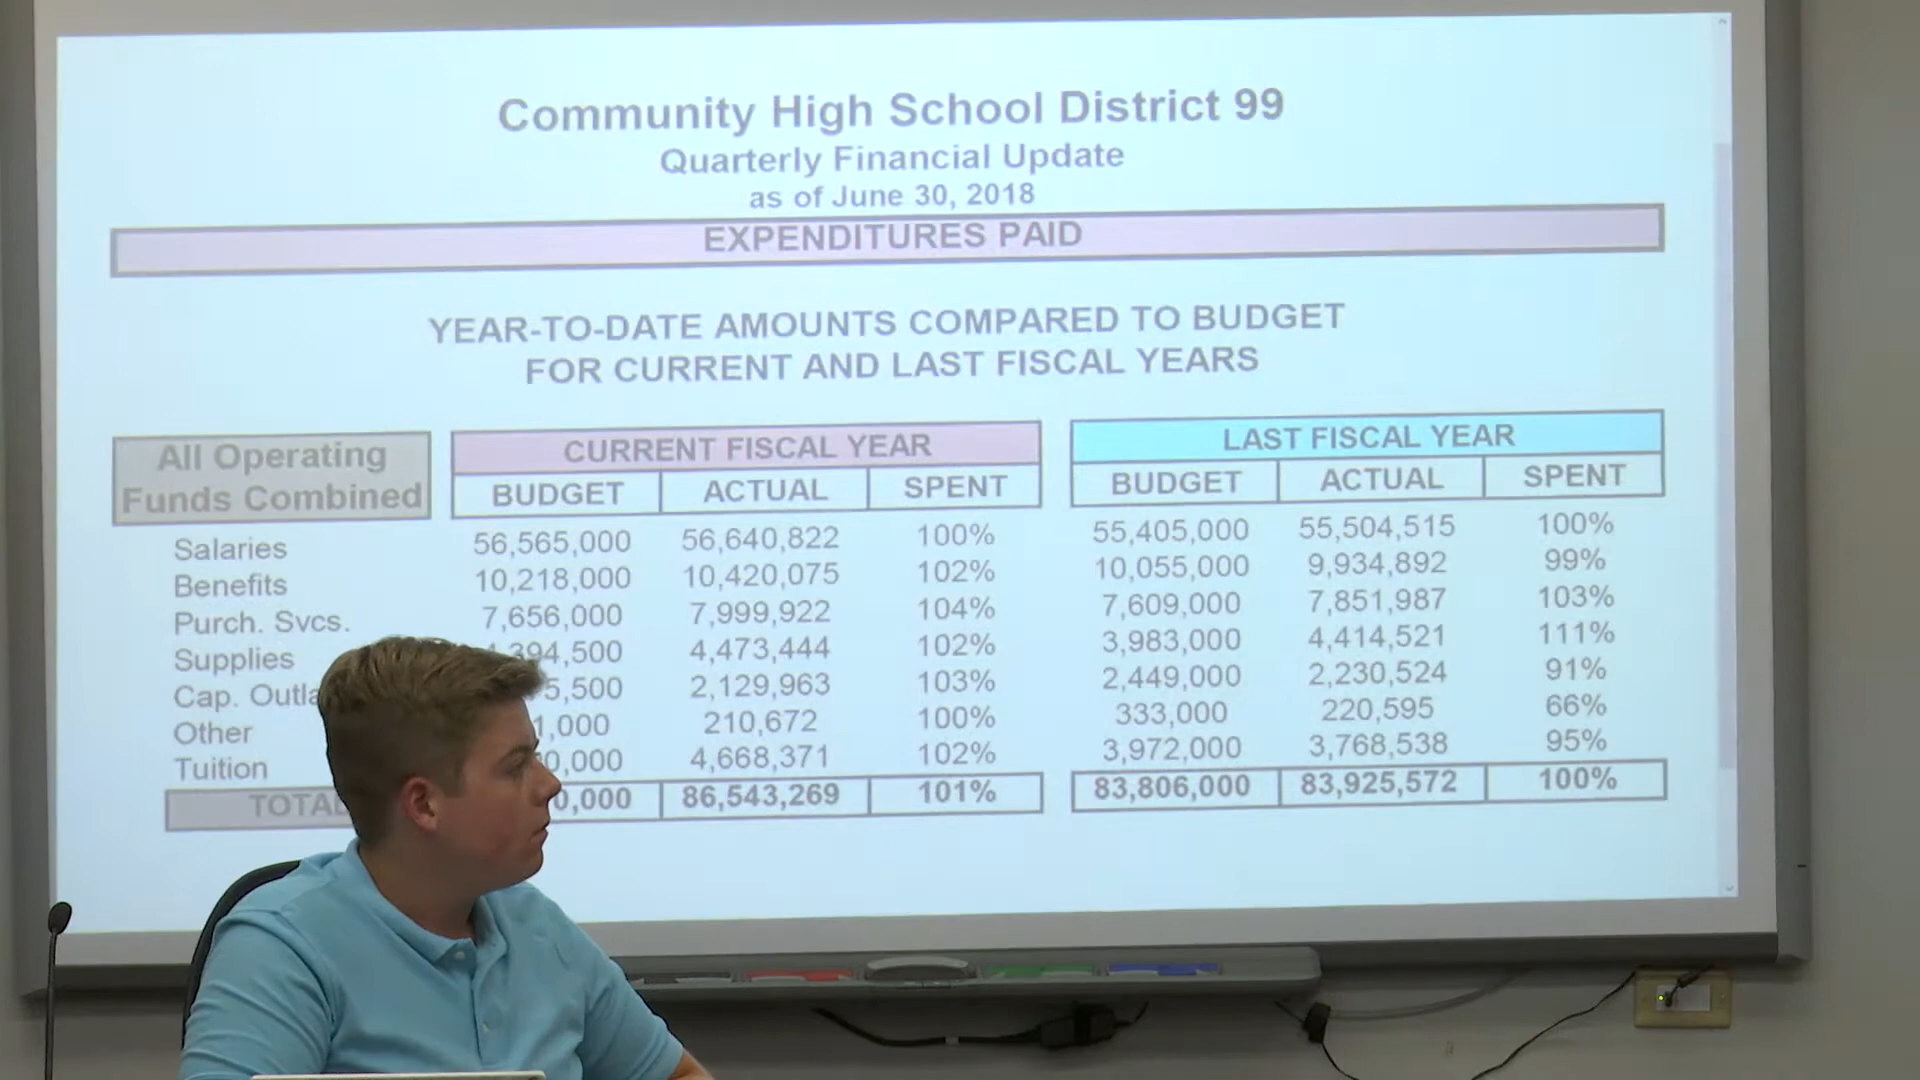 Community High School District 99
Quarterly Financial Update
as of June 30, 2018
EXPENDITURES PAID
YEAR-TO-DATE AMOUNTS COMPARED TO BUDGET
FOR CURRENT AND LAST FISCAL YEARS
All Operating
Funds Combined
CURRENT FISCAL YEAR LAST FISCAL YEAR
BUDGET ACTUAL SPENT BUDGET ACTUAL SPENT
Salaries 56,565,000 56,640,822 100% 55,405,000 55,504,515 100%
Benefits 10,218,000 10,420,075 102% 10,055,000 9,934,892 99%
Purch. Svcs. 7,656,000 7,999,922 104% 7,609,000 7,851,987 103%
Supplies 4,473,444 102% 3,983,000 4,414,521 111%
Cap. 2,129,963 103% 2,449,000 2,230,524 91%
Other 210,672 100% 333,000 220,595 66%
Tuition 4,668,371 102% 3,972,000 3,768,538 95%
86,543,269 101% 83,806,000 83,925,572 100%